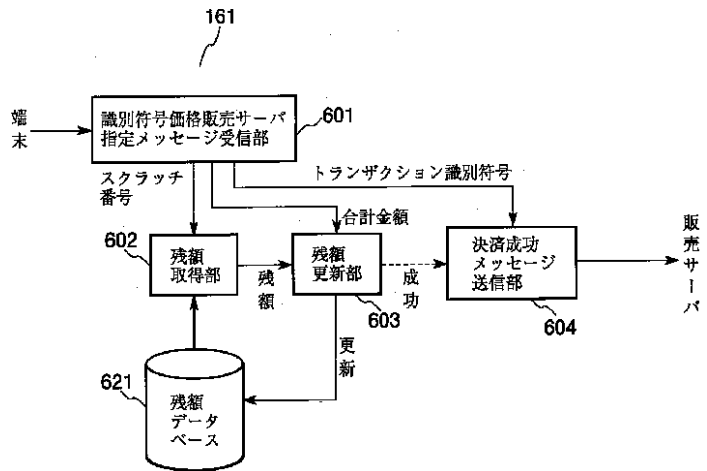 161
端末
識別符号価格販売サーバ
指定メッセージ受信部
601
スクラッチ
番号
トランザクション識別符号
合計金額
602
残額
取得部
残額
残額
更新部
603
成功
決済成功
メッセージ
送信部
604
販売サーバ
更新
621
残額
データ
ベース